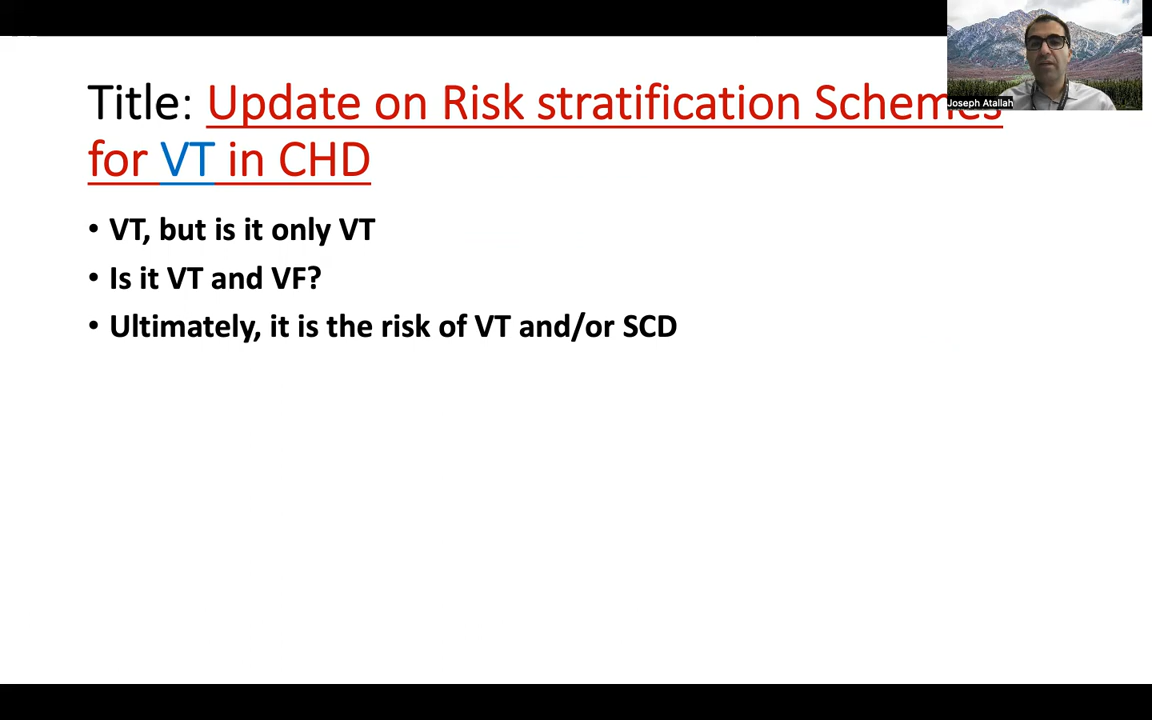 Title: Update on Risk stratification Schemes
for VT in CHD
• VT, but is it only VT
• Is it VT and VF?
• Ultimately, it is the risk of VT and/or SCD
Joseph Atallah